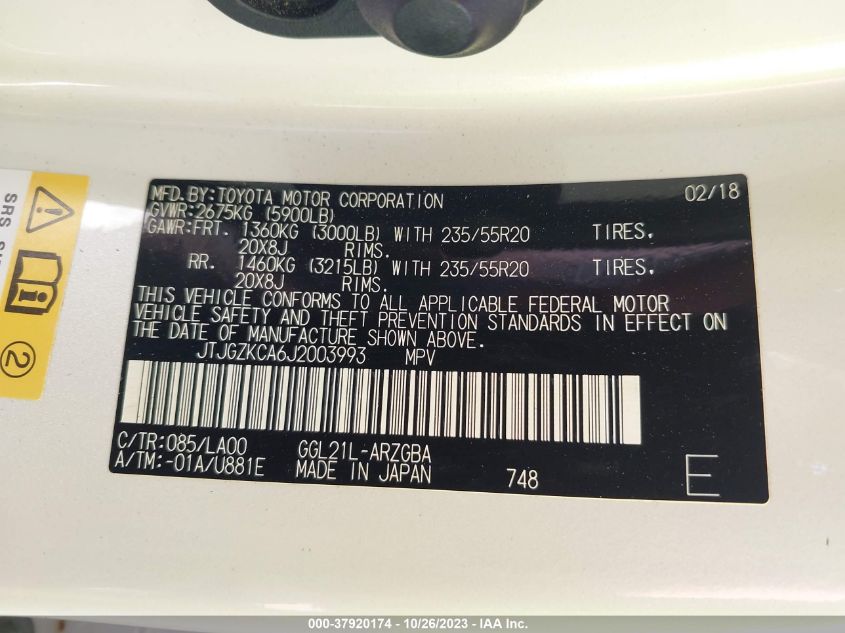 MFD.BY:TOYOTA MOTOR CORPORATION 02/18
GVWR:2675KG (5900LB)
GAWR:FRT. 1360KG (3000LB) WITH 235/55R20 TIRES.
20X8J RIMS.
RR. 1460KG (3215LB) WITH 235/55R20 TIRES.
20X8J RIMS.
THIS VEHICLE CONFORMS TO ALL APPLICABLE FEDERAL MOTOR
VEHICLE SAFETY AND THEFT PREVENTION STANDARDS IN EFFECT ON
THE DATE OF MANUFACTURE SHOWN ABOVE.
JTJGZKCA6J2003993 MPV
C/TR:085/LA00 GGL21L-ARZGBA
A/TM:-01A/U881E MADE IN JAPAN 748 E
SRS
2
000-37920174 - 10/26/2023 - IAA Inc.